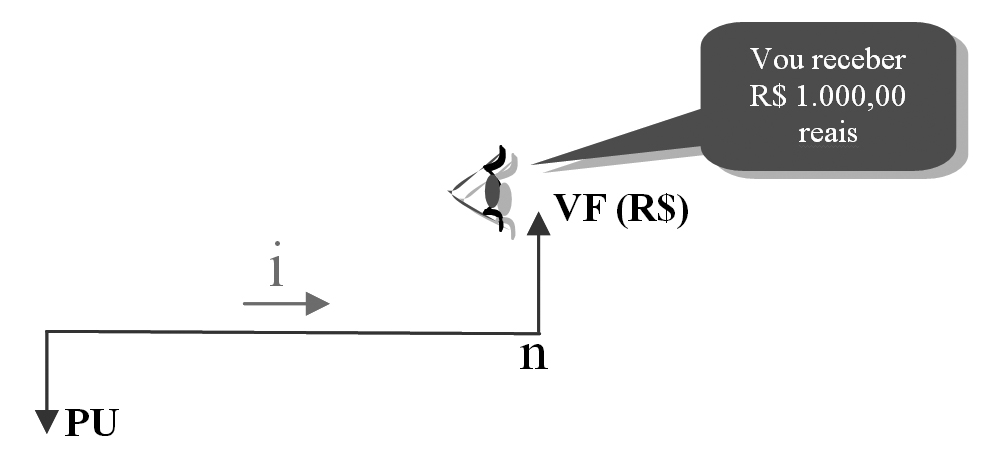 Vou receber
R$ 1.000,00
reais
VF (R$)
i
n
PU